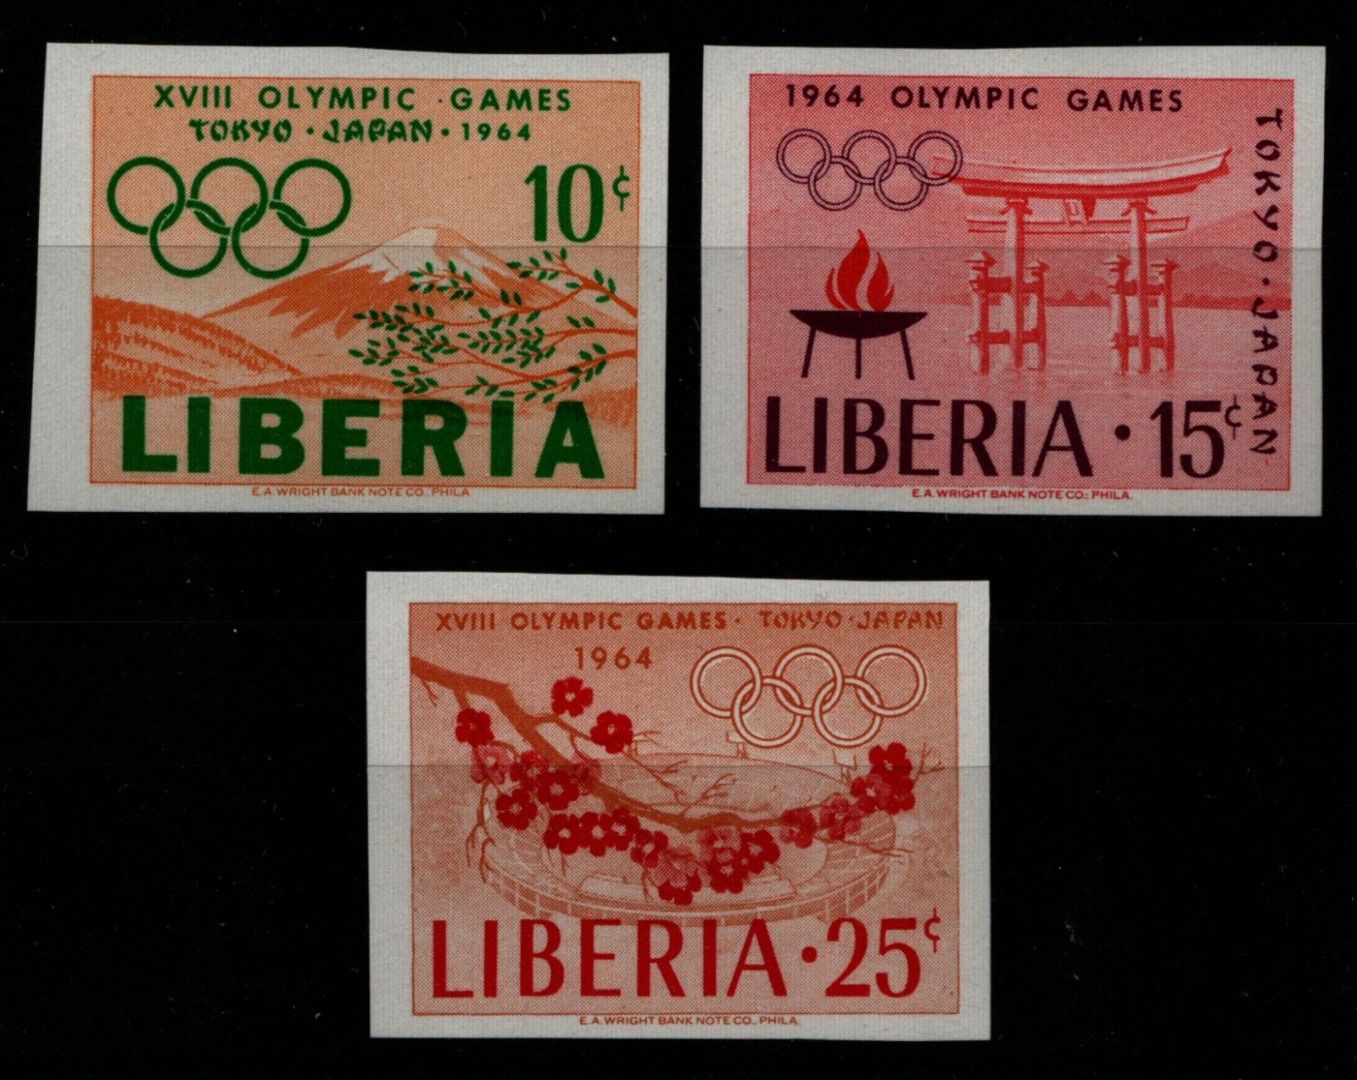 XVIII OLYMPIC GAMES
TOKYO · JAPAN · 1964
10¢
LIBERIA
E.A. WRIGHT BANK NOTE CO., PHILA.
1964 OLYMPIC GAMES
TOKYO · JAPAN
LIBERIA · 15¢
E.A. WRIGHT BANK NOTE CO., PHILA.
XVIII OLYMPIC GAMES · TOKYO · JAPAN
1964
LIBERIA · 25¢
E.A. WRIGHT BANK NOTE CO., PHILA.